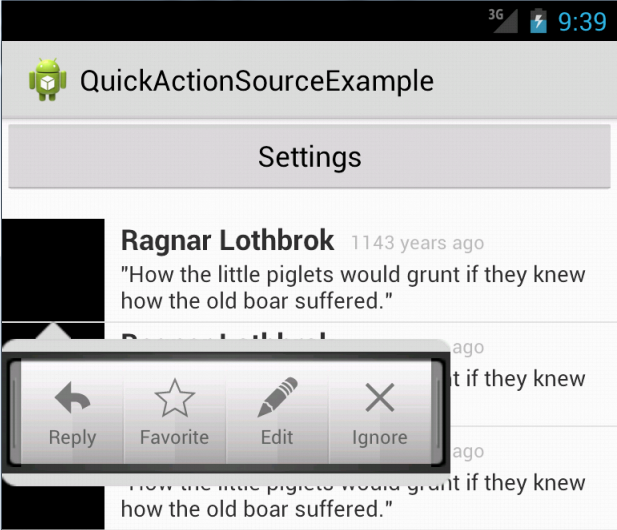 3G 9:39
QuickActionSourceExample
Settings
Ragnar Lothbrok 1143 years ago
"How the little piglets would grunt if they knew
how the old boar suffered."
Ragnar Lothbrok ago
if they knew
Reply Favorite Edit Ignore
ago
"How the little piglets would grunt if they knew
how the old boar suffered."